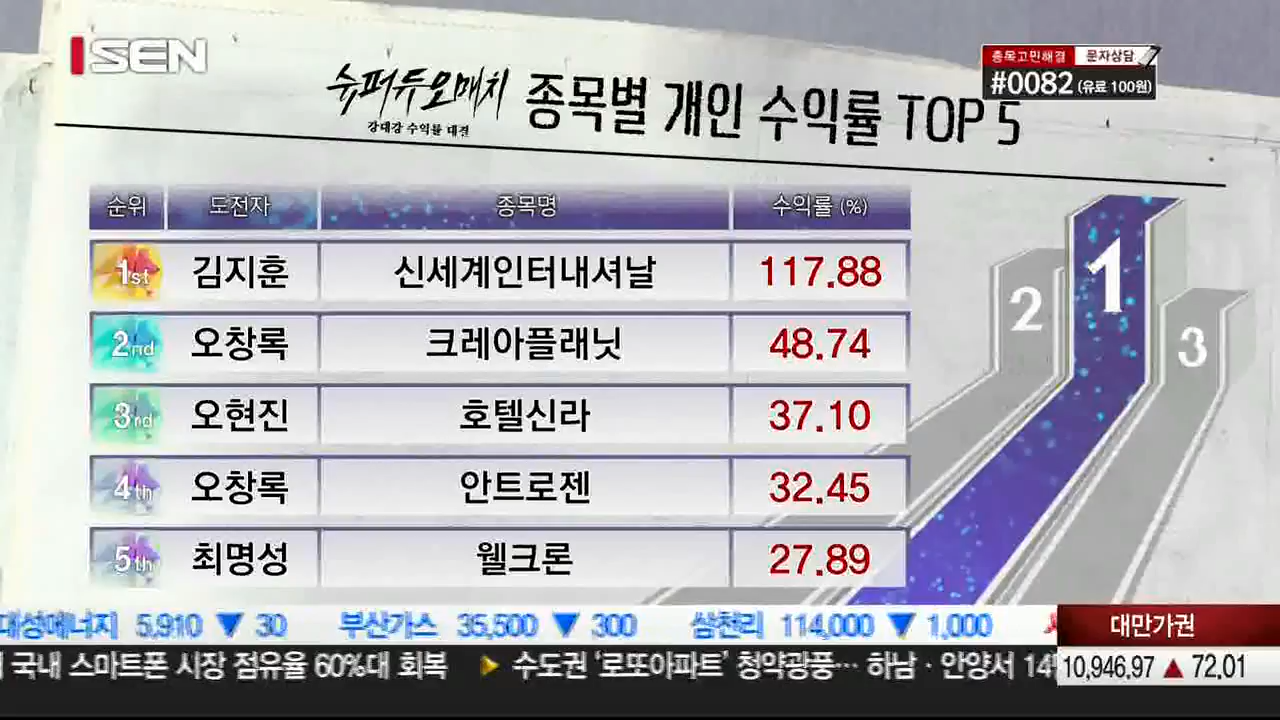 SEN
종목고민해결 문자상담
#0082 (유료 100원)
슈퍼듀오매치 종목별 개인 수익률 TOP 5
강대강 수익률 대결
순위 도전자 종목명 수익률 (%)
1st 김지훈 신세계인터내셔날 117.88
2nd 오창록 크레아플래닛 48.74
3nd 오현진 호텔신라 37.10
4th 오창록 안트로젠 32.45
5th 최명성 웰크론 27.89
2 1 3
대성에너지 5,910 ▼ 30 부산가스 35,500 ▼ 300 삼천리 114,000 ▼ 1,000
대만가권
국내 스마트폰 시장 점유율 60%대 회복 ▶ 수도권 ‘로또아파트’ 청약광풍… 하남·안양서 14
10,946.97 ▲ 72.01